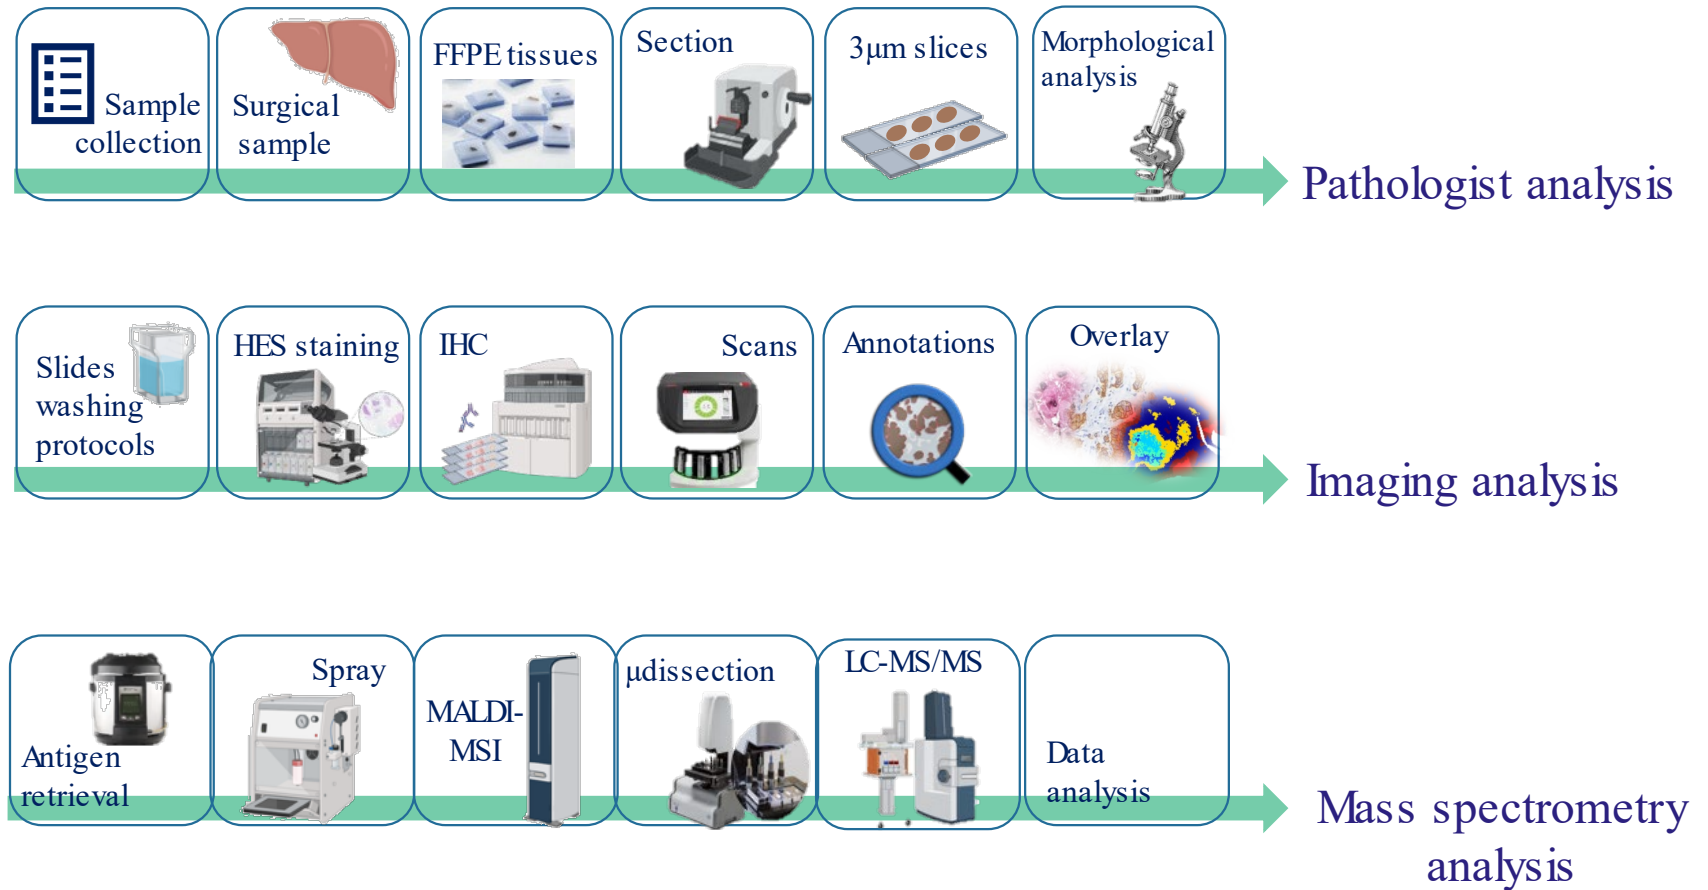 Sample
collection
Surgical
sample
FFPE tissues
Section
3μm slices
Morphological
analysis
Pathologist analysis
Slides
washing
protocols
HES staining
IHC
Scans
Annotations
Overlay
Imaging analysis
Antigen
retrieval
Spray
MALDI-
MSI
μdissection
LC-MS/MS
Data
analysis
Mass spectrometry
analysis